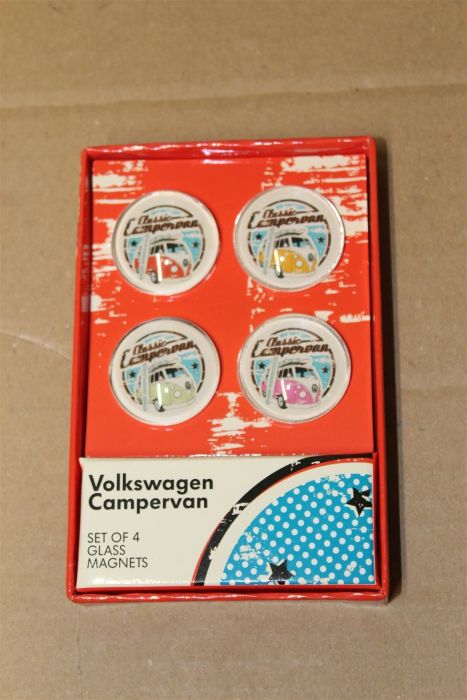 Classic
Campervan
Classic
Campervan
Classic
Campervan
Classic
Campervan
Volkswagen
Campervan
SET OF 4
GLASS
MAGNETS